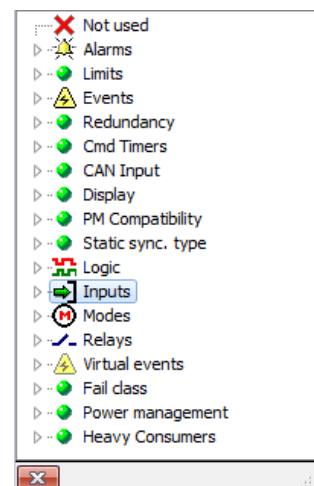 Not used
Alarms
Limits
Events
Redundancy
Cmd Timers
CAN Input
Display
PM Compatibility
Static sync. type
Logic
Inputs
Modes
Relays
Virtual events
Fail class
Power management
Heavy Consumers